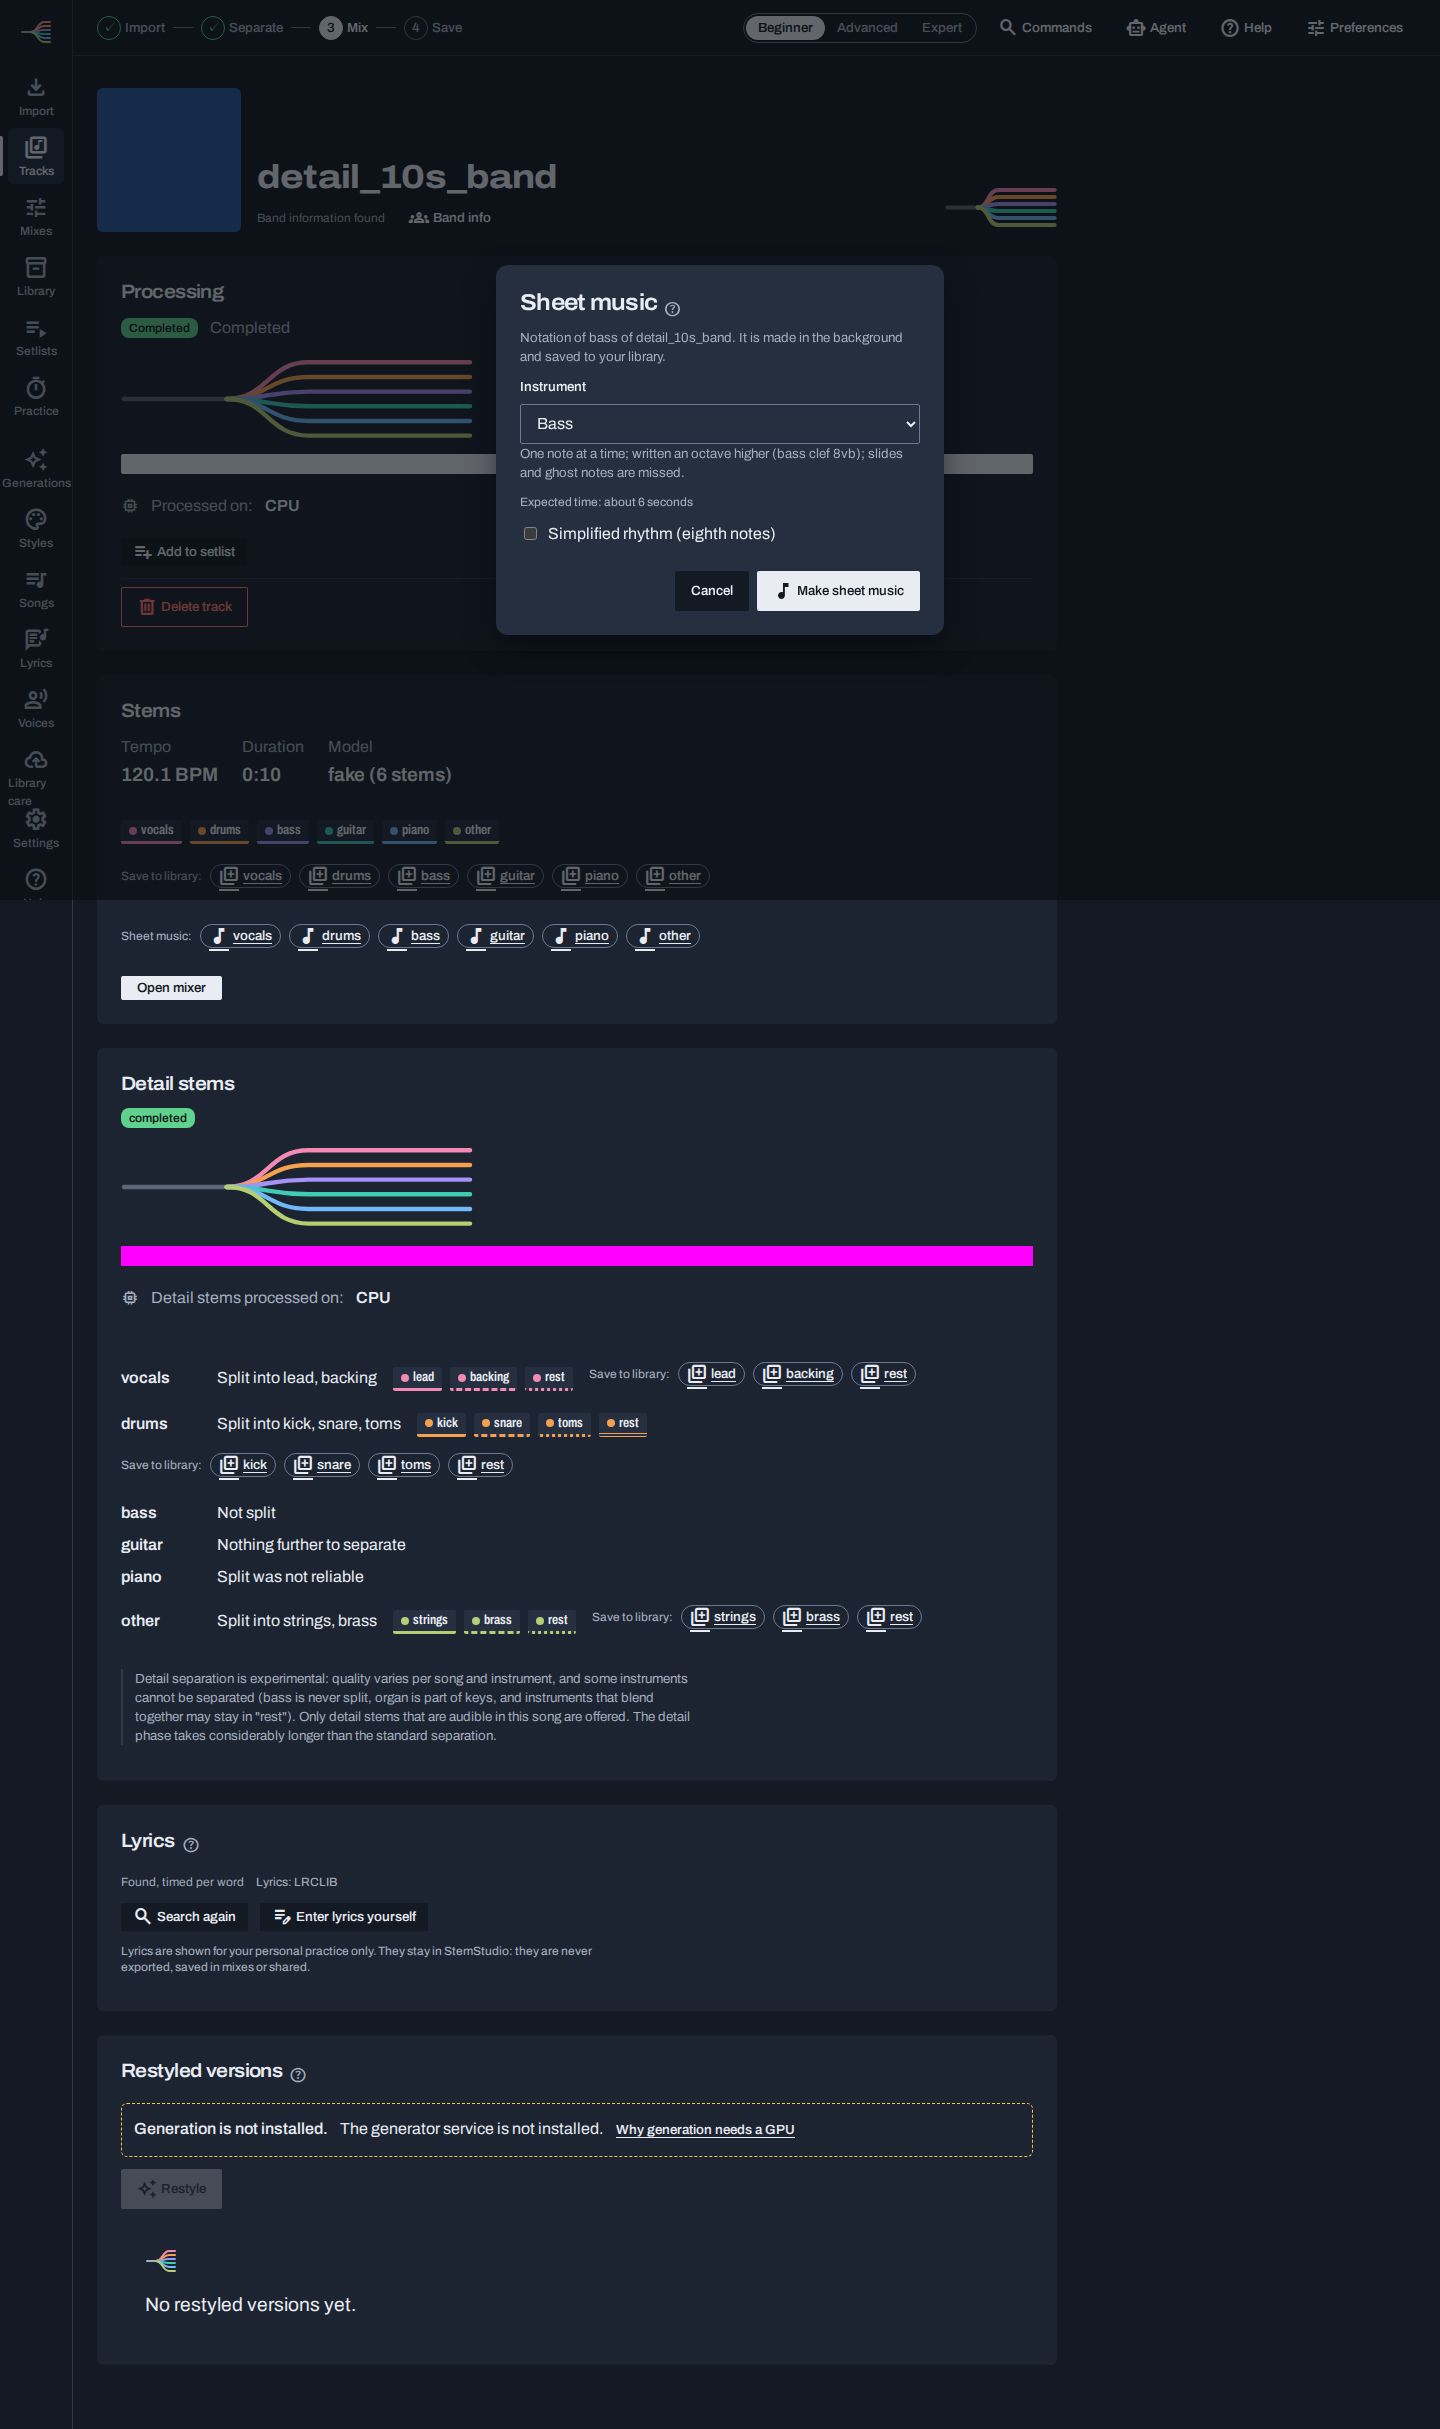 Import
Separate
3 Mix
4 Save
Beginner
Advanced
Expert
Commands
Agent
Help
Preferences
Import
Tracks
Mixes
Library
Setlists
Practice
Generations
Styles
Songs
Lyrics
Voices
Library
care
Settings
detail_10s_band
Band information found
Band info
Processing
Completed Completed
Processed on: CPU
Add to setlist
Delete track
Sheet music
Notation of bass of detail_10s_band. It is made in the background
and saved to your library.
Instrument
Bass
One note at a time; written an octave higher (bass clef 8vb); slides
and ghost notes are missed.
Expected time: about 6 seconds
Simplified rhythm (eighth notes)
Cancel
Make sheet music
Stems
Tempo Duration Model
120.1 BPM 0:10 fake (6 stems)
vocals drums bass guitar piano other
Save to library: vocals drums bass guitar piano other
Sheet music: vocals drums bass guitar piano other
Open mixer
Detail stems
completed
Detail stems processed on: CPU
vocals Split into lead, backing lead backing rest Save to library: lead backing rest
drums Split into kick, snare, toms kick snare toms rest
Save to library: kick snare toms rest
bass Not split
guitar Nothing further to separate
piano Split was not reliable
other Split into strings, brass strings brass rest Save to library: strings brass rest
Detail separation is experimental: quality varies per song and instrument, and some instruments
cannot be separated (bass is never split, organ is part of keys, and instruments that blend
together may stay in "rest"). Only detail stems that are audible in this song are offered. The detail
phase takes considerably longer than the standard separation.
Lyrics
Found, timed per word Lyrics: LRCLIB
Search again
Enter lyrics yourself
Lyrics are shown for your personal practice only. They stay in StemStudio: they are never
exported, saved in mixes or shared.
Restyled versions
Generation is not installed. The generator service is not installed. Why generation needs a GPU
Restyle
No restyled versions yet.